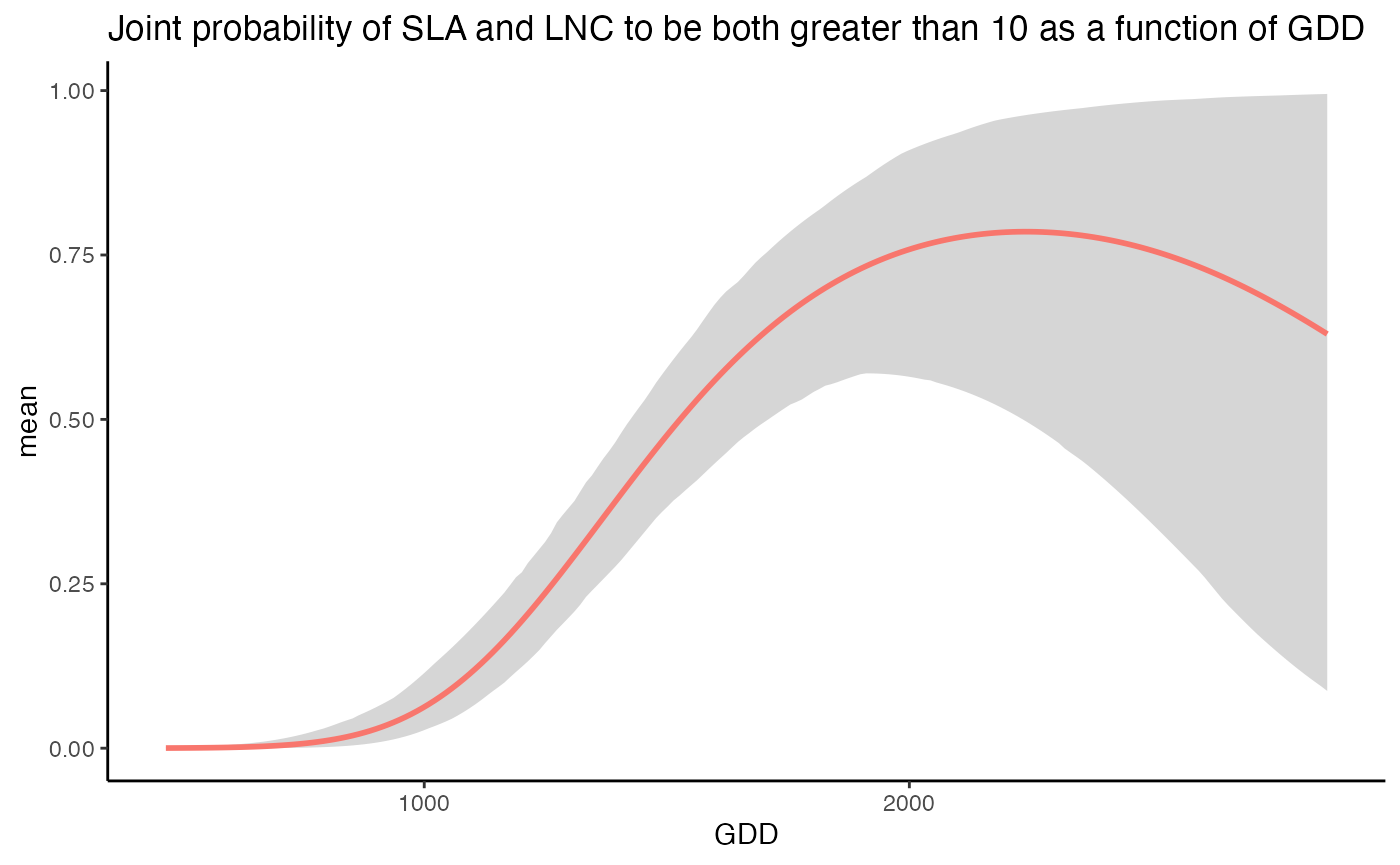 Joint probability of SLA and LNC to be both greater than 10 as a function of GDD
1.00
0.75
0.50
0.25
0.00
mean
1000
2000
GDD